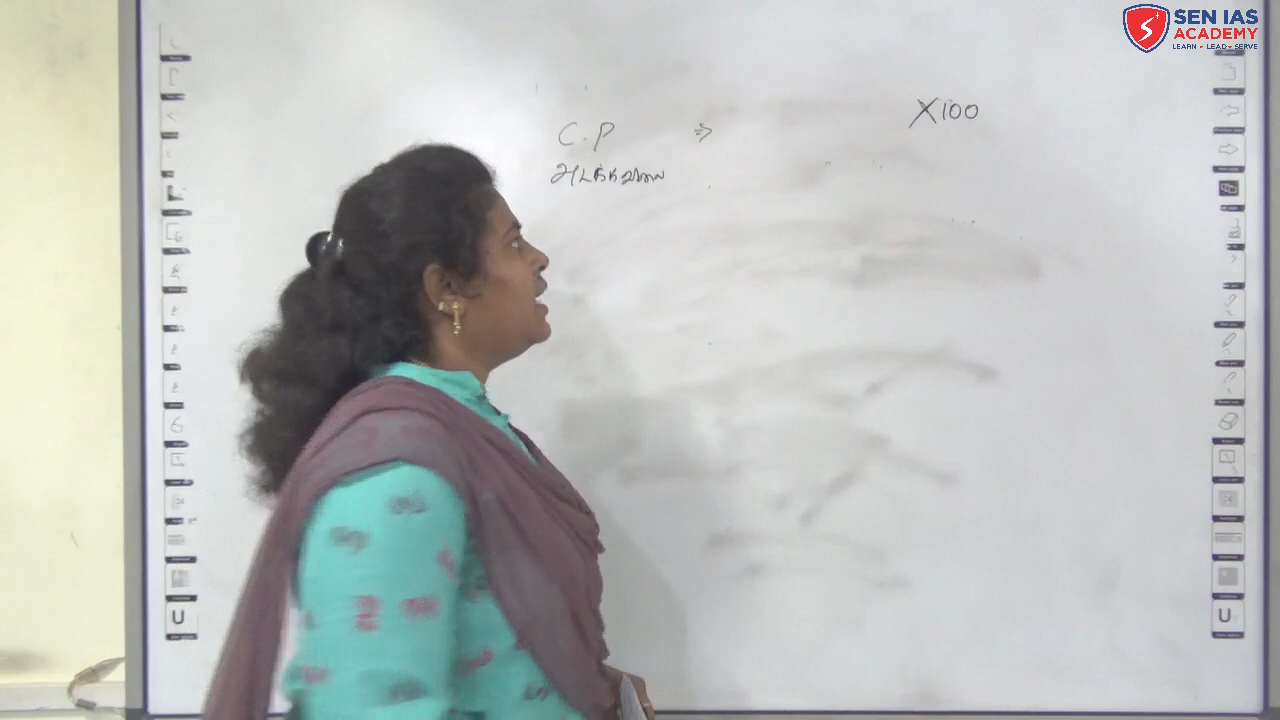 SEN IAS
ACADEMY
LEARN • LEAD • SERVE
X100
C.P ⇒
அடக்கவிலை
U
U